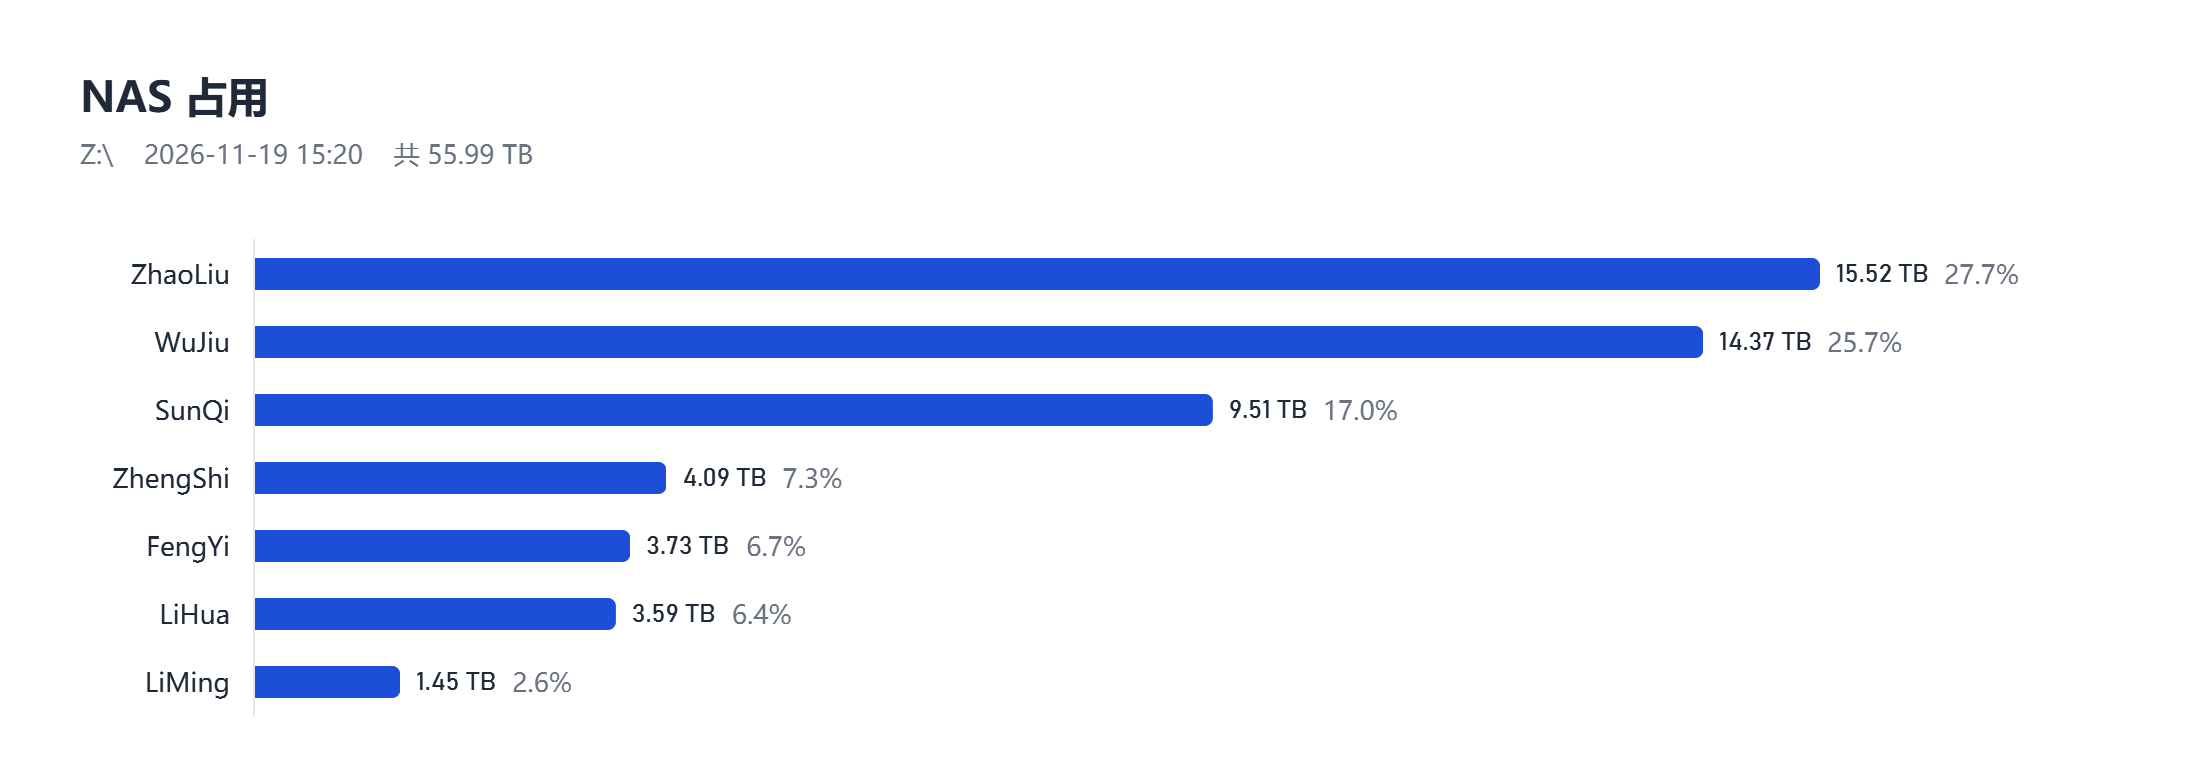 NAS 占用
Z:\ 2026-11-19 15:20 共 55.99 TB
ZhaoLiu 15.52 TB 27.7%
WuJiu 14.37 TB 25.7%
SunQi 9.51 TB 17.0%
ZhengShi 4.09 TB 7.3%
FengYi 3.73 TB 6.7%
LiHua 3.59 TB 6.4%
LiMing 1.45 TB 2.6%